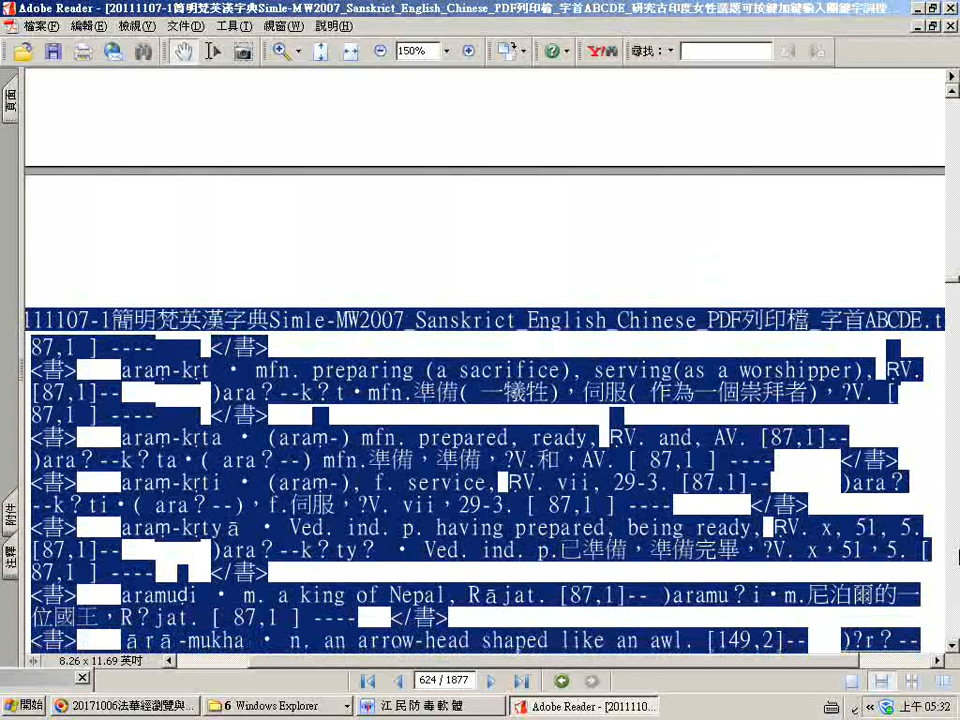 Adobe Reader - [20111107-1簡明梵英漢字典Simle-MW2007_Sanskrict_English_Chinese_PDF列印檔_字首ABCDE_研究古印度女性議題可按鍵加鍵輸入關鍵字詞搜
檔案(F) 編輯(E) 檢視(V) 文件(D) 工具(T) 視窗(W) 說明(H)
150% Y! 尋找：
頁面
111107-1簡明梵英漢字典Simle-MW2007_Sanskrict_English_Chinese_PDF列印檔_字首ABCDE.t
87,1 ] ---- </書>
<書> araṃ-kṛt • mfn. preparing (a sacrifice), serving(as a worshipper), RV.
[87,1]-- )ara？--k？t•mfn.準備( 一犧牲)，伺服( 作為一個崇拜者)，?V. [
87,1 ] ---- </書>
<書> araṃ-kṛta • (araṃ-) mfn. prepared, ready, RV. and, AV. [87,1]--
)ara？--k？ta•( ara？--) mfn.準備，準備，?V.和，AV. [ 87,1 ] ---- </書>
<書> araṃ-kṛti • (araṃ-), f. service, RV. vii, 29-3. [87,1]-- )ara？
--k？ti•( ara？--)，f.伺服，?V. vii，29-3. [ 87,1 ] ---- </書>
<書> araṃ-kṛtyā • Ved. ind. p. having prepared, being ready, RV. x, 51, 5.
[87,1]-- )ara？--k？ty？ • Ved. ind. p.已準備，準備完畢，?V. x，51，5. [
87,1 ] ---- </書>
<書> aramuḍi • m. a king of Nepal, Rājat. [87,1]-- )aramu？i•m.尼泊爾的一
位國王，R？jat. [ 87,1 ] ---- </書>
<書> ārā-mukha • n. an arrow-head shaped like an awl. [149,2]-- )?r？--
附件
注釋
8.26 x 11.69 英吋
624 / 1877
開始 20171006法華經瀏覽與... 6 Windows Explorer 江民防毒軟體 Adobe Reader - [2011110... 上午 05:32